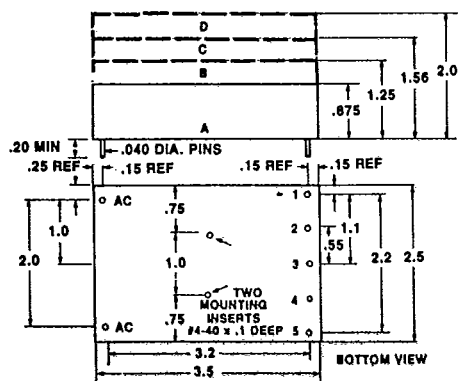 D
C
B
A
2.0
1.56
1.25
.875
.20 MIN
.040 DIA. PINS
.25 REF
.15 REF
.15 REF
.15 REF
AC
1
.75
2
1.0
.55
1.1
2.0
1.0
3
2.2
2.5
TWO
MOUNTING
INSERTS
#4-40 x .1 DEEP
4
.75
AC
5
3.2
BOTTOM VIEW
3.5